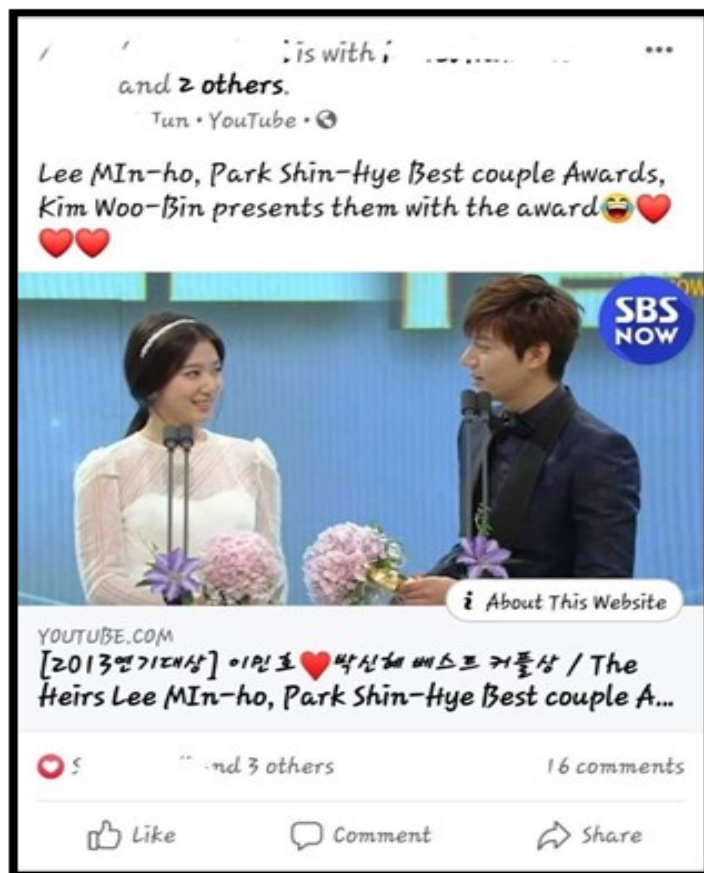 is with
and 2 others.
Jun • YouTube •
Lee MIn-ho, Park Shin-Hye Best couple Awards,
Kim Woo-Bin presents them with the award😂❤️
❤️❤️
SBS
NOW
i About This Website
YOUTUBE.COM
[2013연기대상] 이민호❤️박신혜 베스트 커플상 / The
Heirs Lee MIn-ho, Park Shin-Hye Best couple A...
3 others
16 comments
Like
Comment
Share